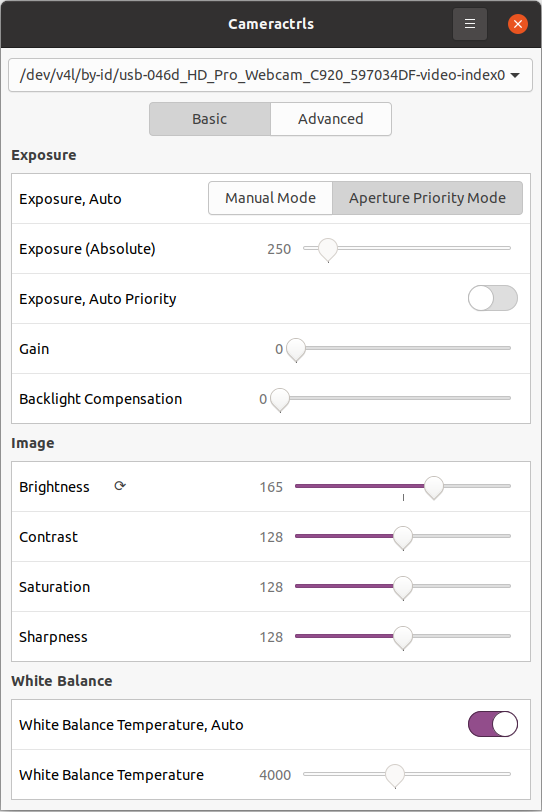 Cameractrls
/dev/v4l/by-id/usb-046d_HD_Pro_Webcam_C920_597034DF-video-index0
Basic Advanced
Exposure
Exposure, Auto Manual Mode Aperture Priority Mode
Exposure (Absolute) 250
Exposure, Auto Priority
Gain 0
Backlight Compensation 0
Image
Brightness 165
Contrast 128
Saturation 128
Sharpness 128
White Balance
White Balance Temperature, Auto
White Balance Temperature 4000